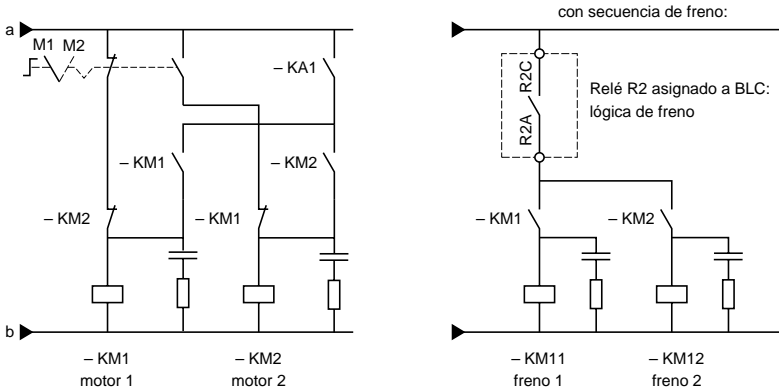 con secuencia de freno:
a
M1 M2
– KA1
R2C
Relé R2 asignado a BLC:
lógica de freno
R2A
– KM1
– KM2
– KM2
– KM1
– KM1
– KM2
b
– KM1
motor 1
– KM2
motor 2
– KM11
freno 1
– KM12
freno 2